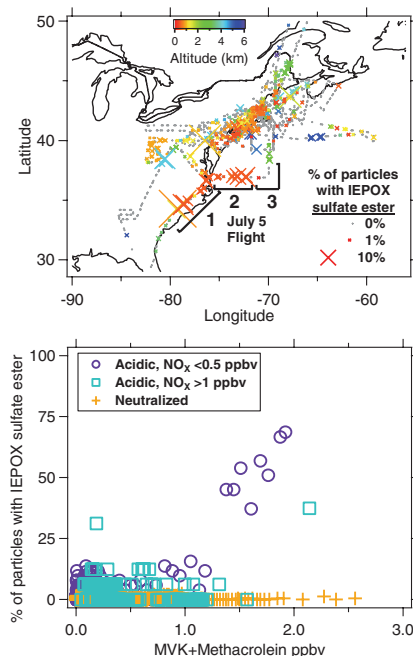 0 2 4 6
Altitude (km)
50
40
30
Latitude
1
2
3
July 5
Flight
% of particles
with IEPOX
sulfate ester
0%
1%
10%
-90 -80 -70 -60
Longitude
100
75
50
25
0
% of particles with IEPOX sulfate ester
Acidic, NOX <0.5 ppbv
Acidic, NOX >1 ppbv
Neutralized
0.0 1.0 2.0 3.0
MVK+Methacrolein ppbv